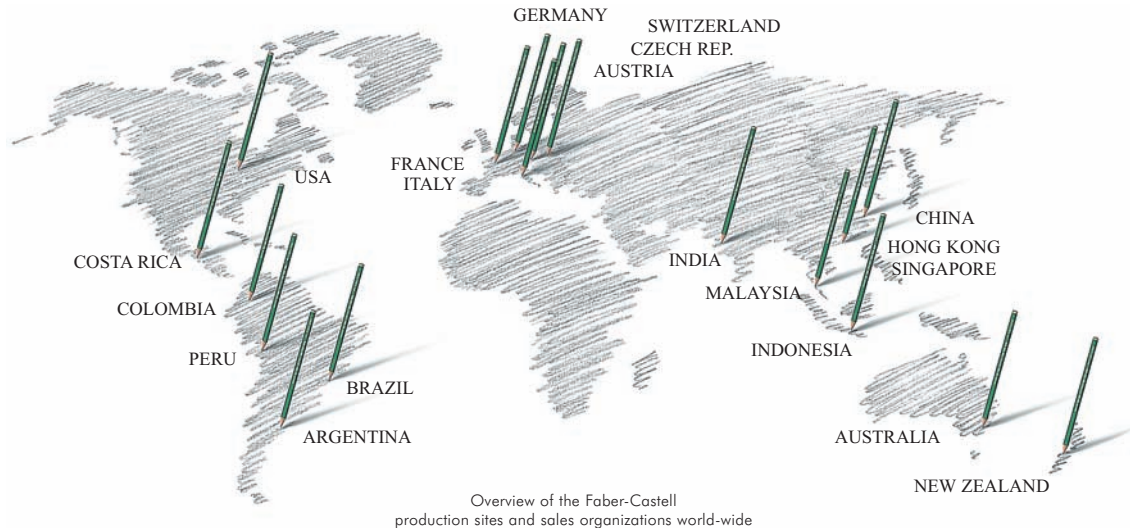 GERMANY
SWITZERLAND
CZECH REP.
AUSTRIA
FRANCE
ITALY
USA
CHINA
COSTA RICA
INDIA
HONG KONG
SINGAPORE
MALAYSIA
COLOMBIA
INDONESIA
PERU
BRAZIL
ARGENTINA
AUSTRALIA
NEW ZEALAND
Overview of the Faber-Castell
production sites and sales organizations world-wide